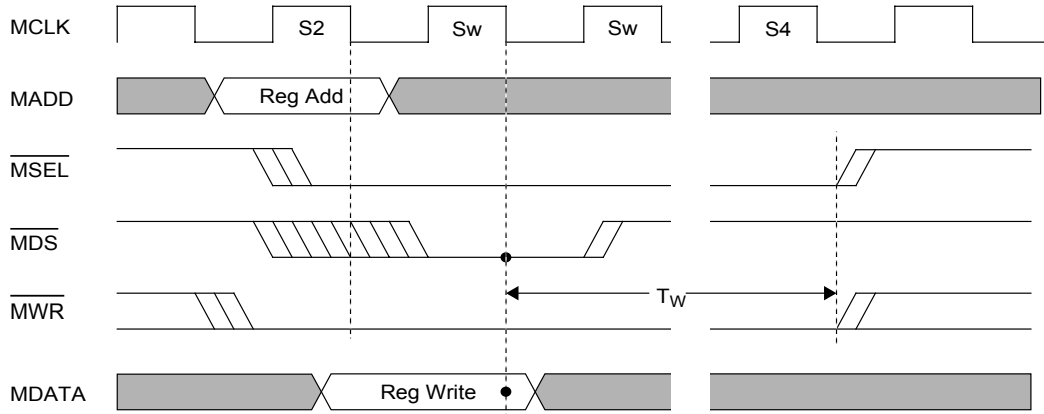 MCLK S2 Sw Sw S4
MADD Reg Add
MSEL
MDS
TW
MWR
MDATA Reg Write